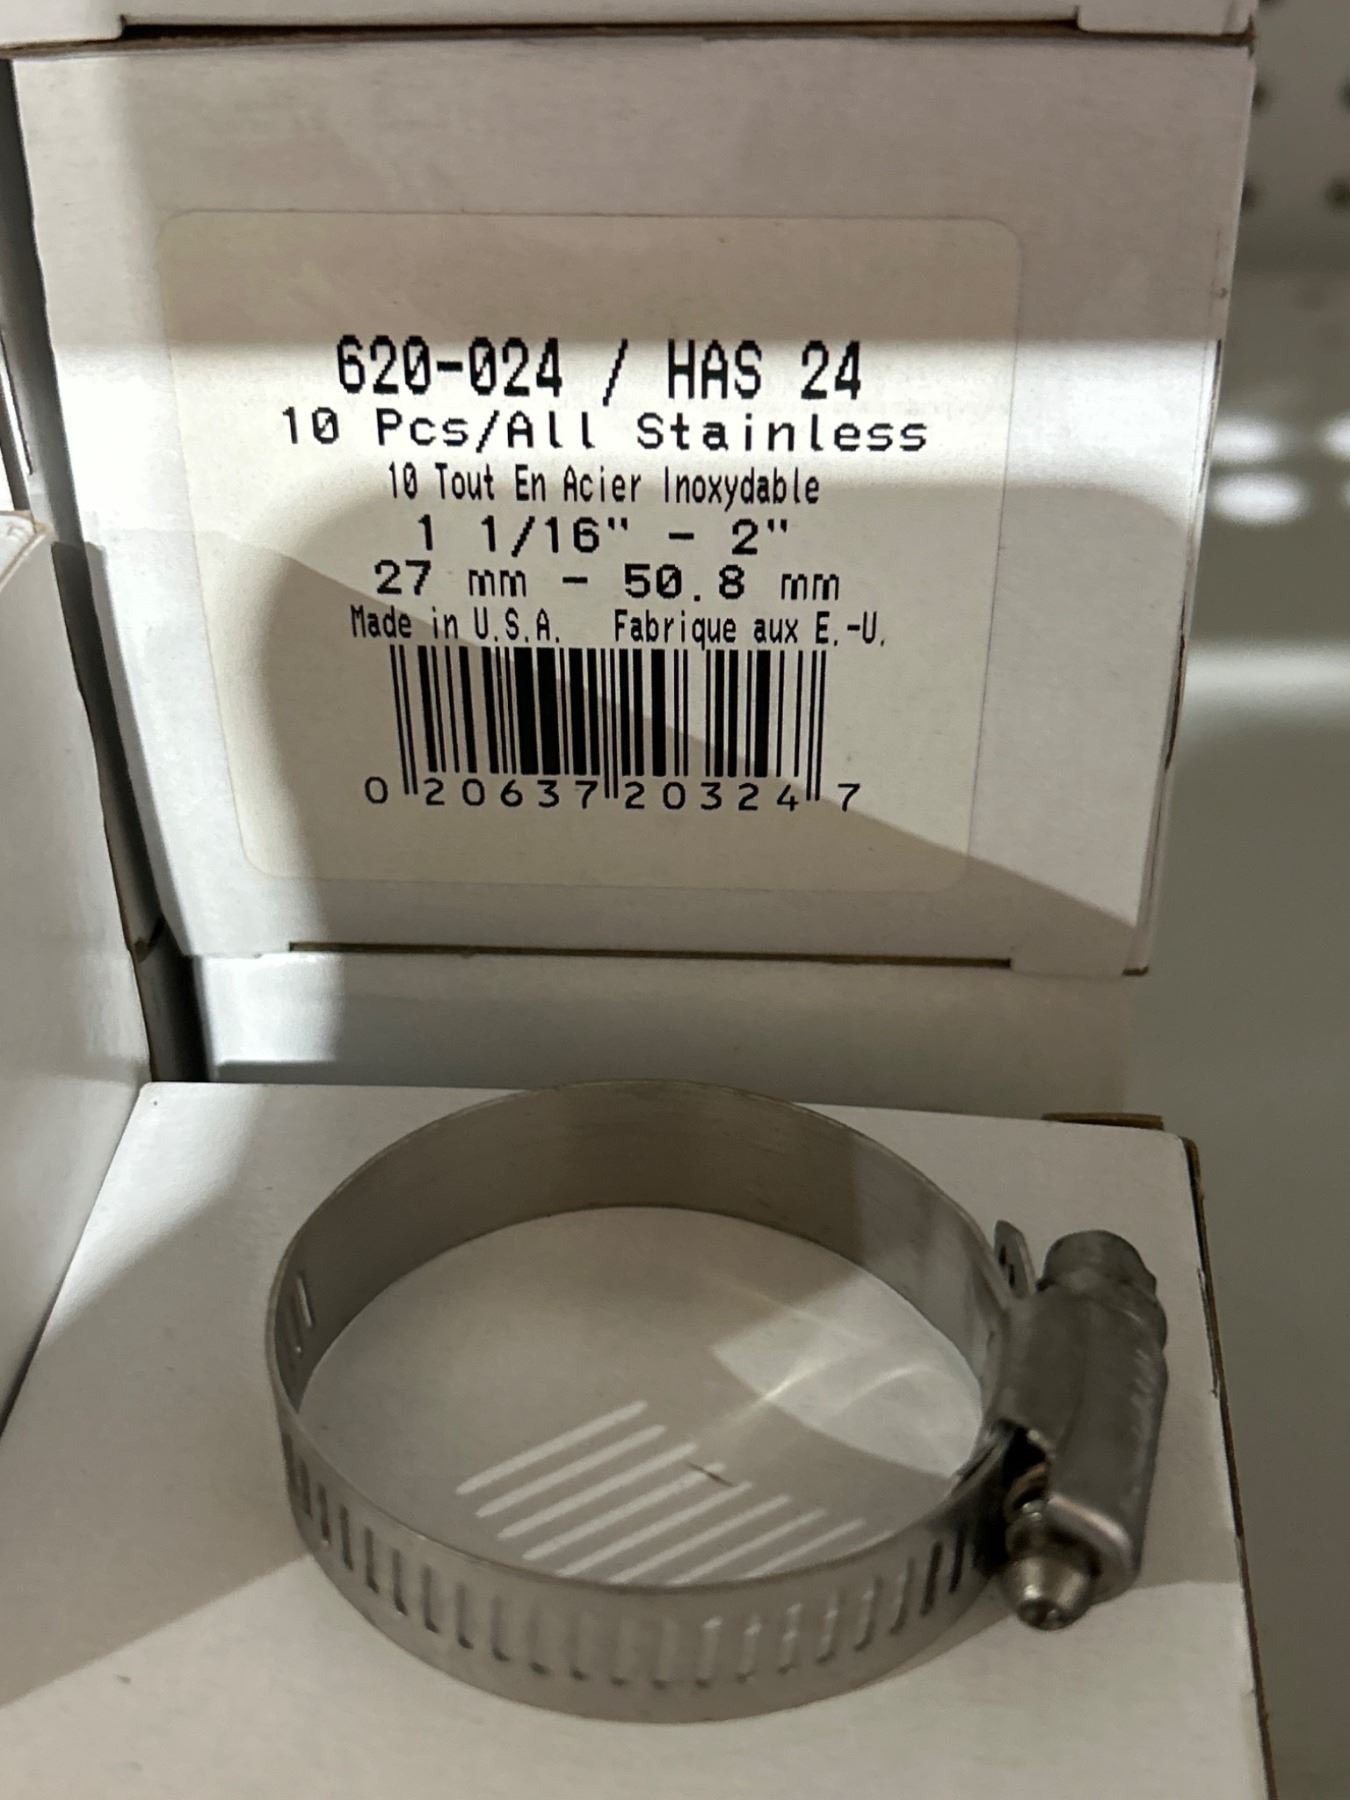 620-024 / HAS 24
10 Pcs/All Stainless
10 Tout En Acier Inoxydable
1 1/16" - 2"
27 mm - 50.8 mm
Made in U.S.A. Fabrique aux E.-U.
0 20637 20324 7